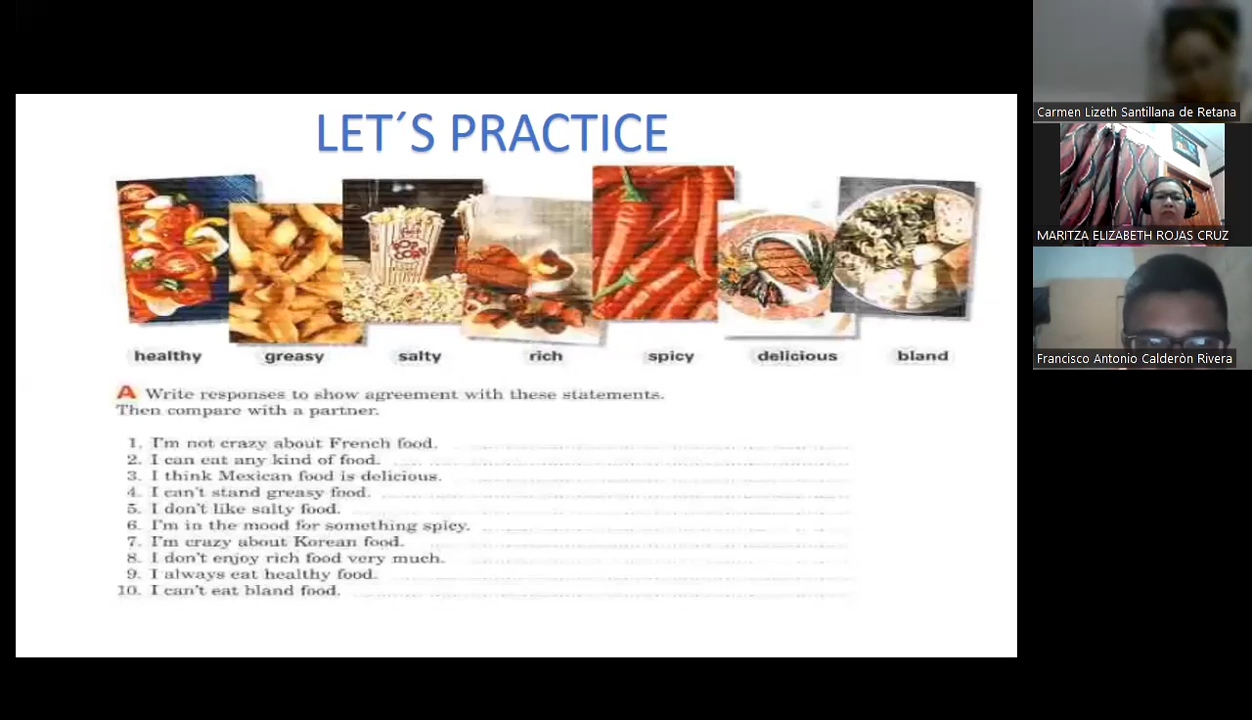 LET´S PRACTICE
healthy greasy salty rich spicy delicious bland
A Write responses to show agreement with these statements.
Then compare with a partner.
1. I'm not crazy about French food.
2. I can eat any kind of food.
3. I think Mexican food is delicious.
4. I can't stand greasy food.
5. I don't like salty food.
6. I'm in the mood for something spicy.
7. I'm crazy about Korean food.
8. I don't enjoy rich food very much.
9. I always eat healthy food.
10. I can't eat bland food.
POP CORN
Carmen Lizeth Santillana de Retana
MARITZA ELIZABETH ROJAS CRUZ
Francisco Antonio Calderòn Rivera